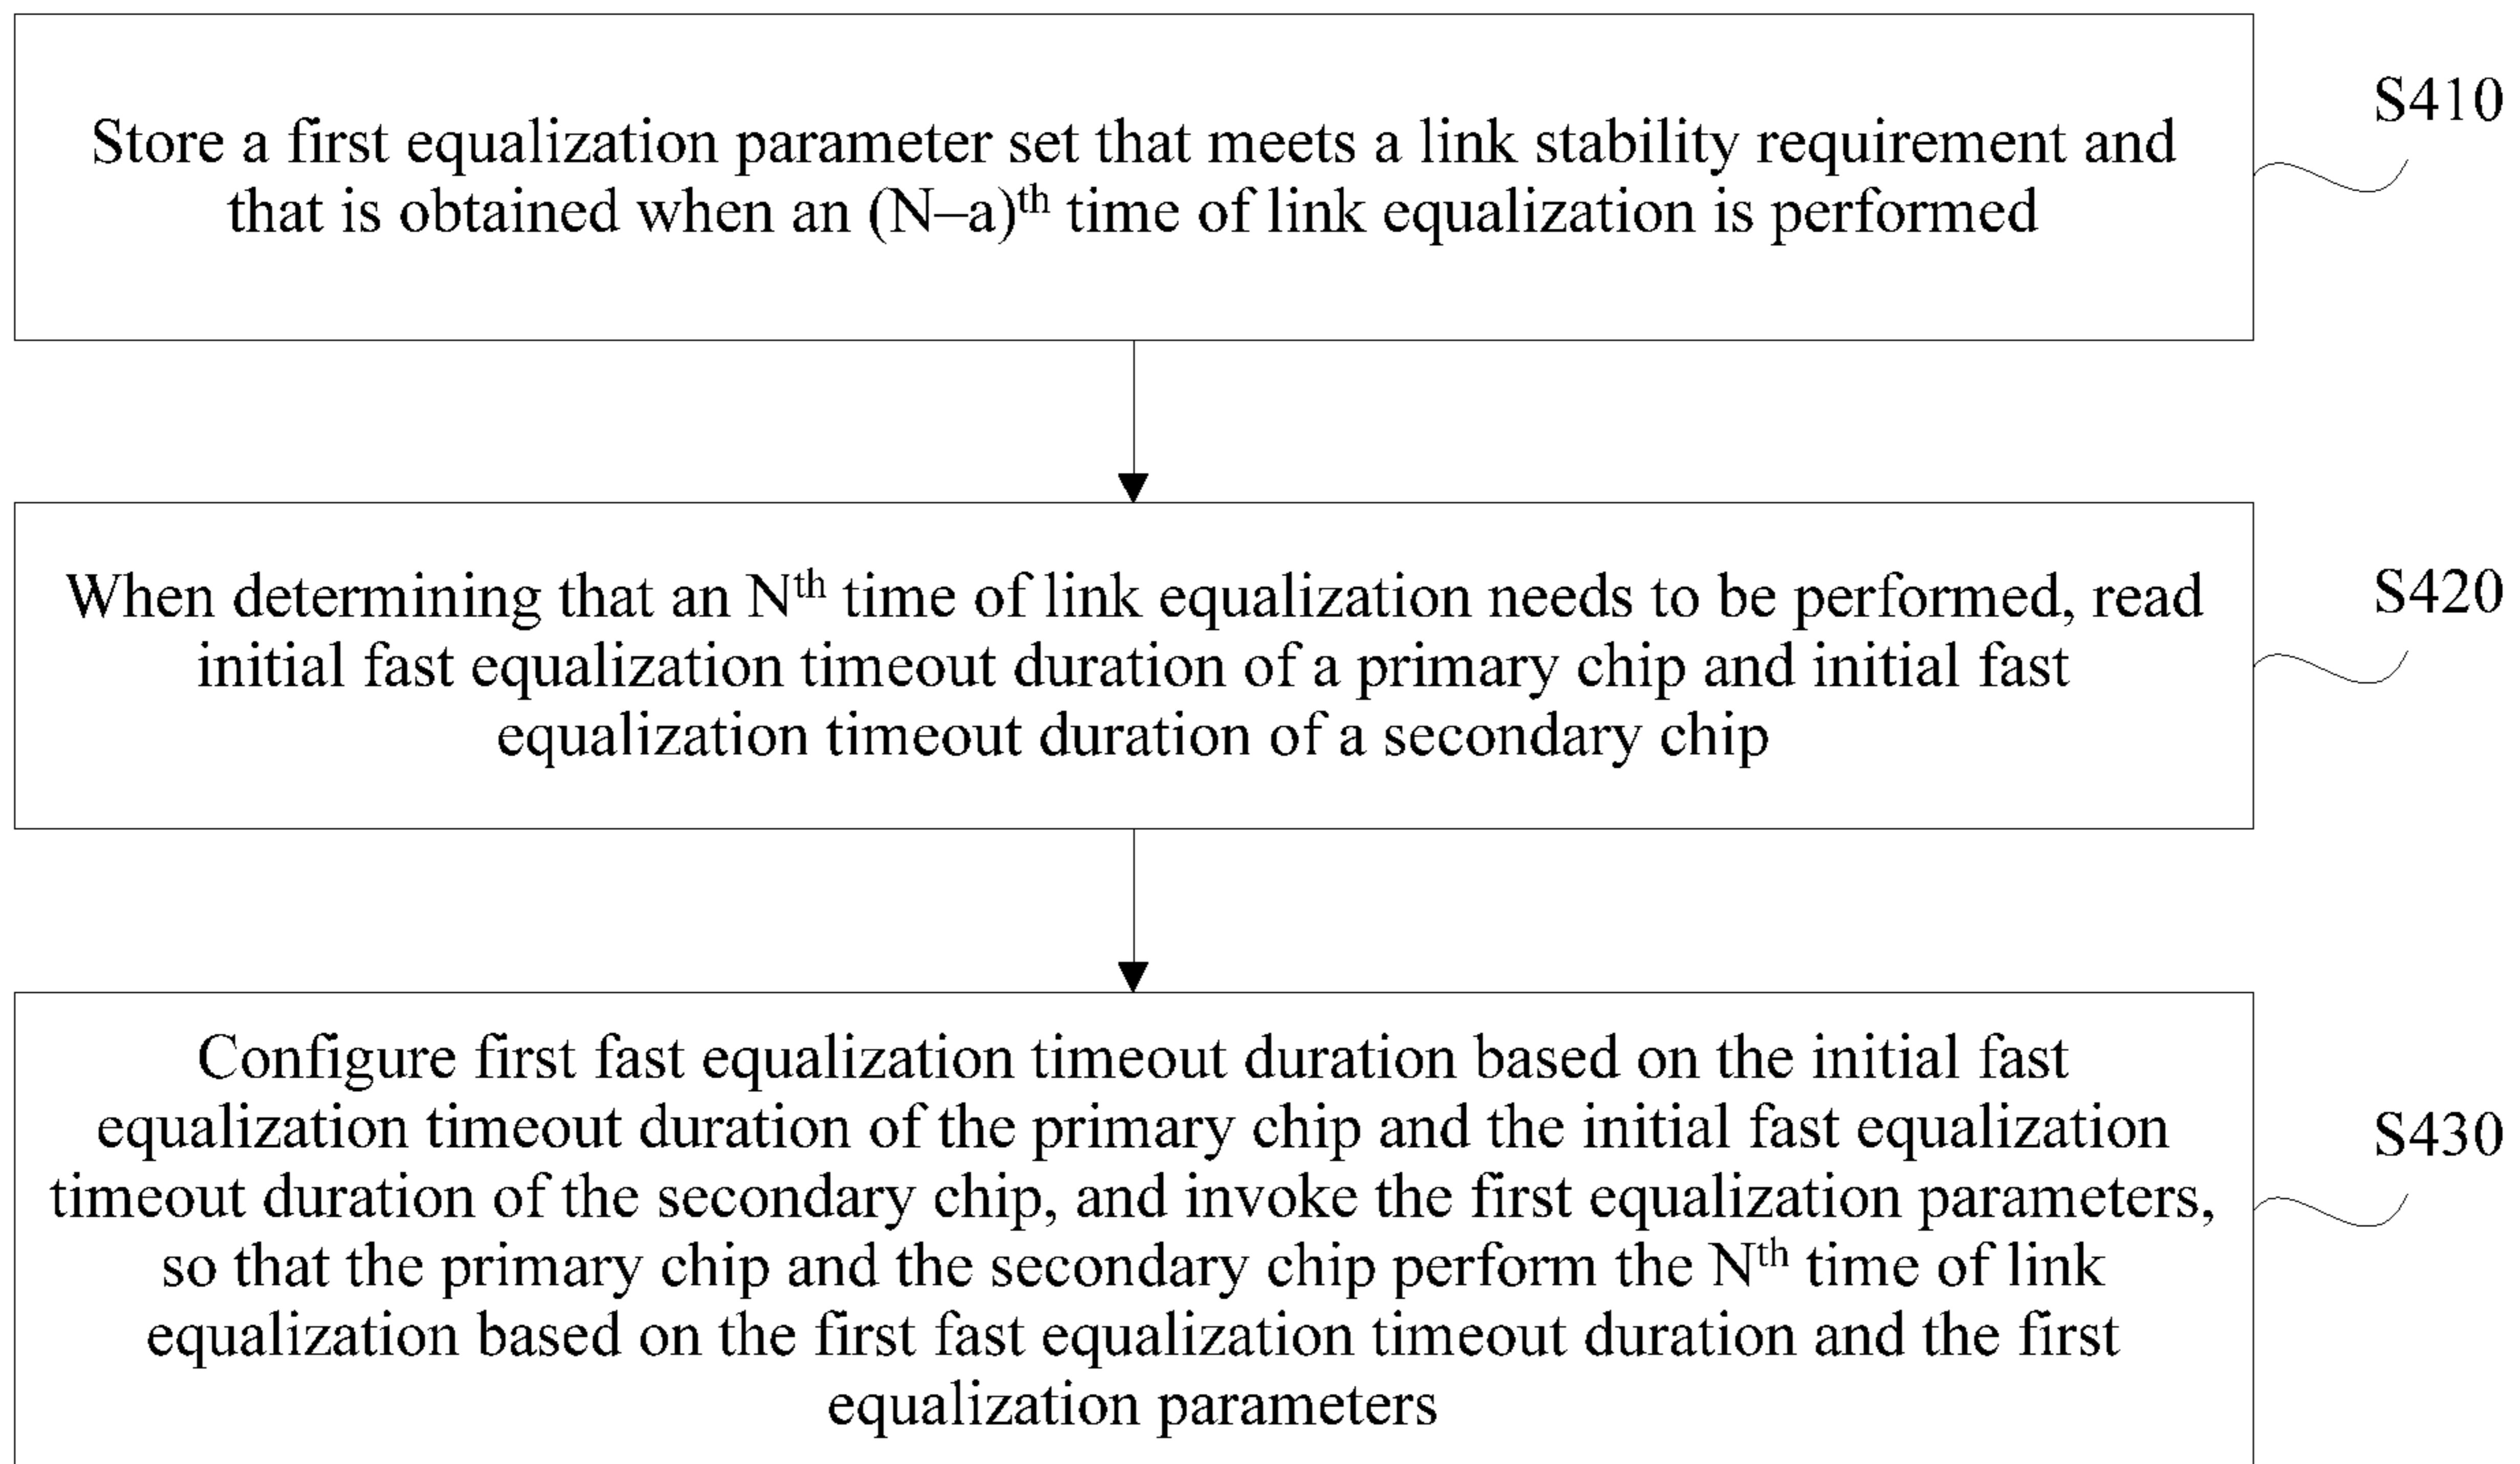 S410
Store a first equalization parameter set that meets a link stability requirement and
that is obtained when an (N–a)th time of link equalization is performed
S420
When determining that an Nth time of link equalization needs to be performed, read
initial fast equalization timeout duration of a primary chip and initial fast
equalization timeout duration of a secondary chip
S430
Configure first fast equalization timeout duration based on the initial fast
equalization timeout duration of the primary chip and the initial fast equalization
timeout duration of the secondary chip, and invoke the first equalization parameters,
so that the primary chip and the secondary chip perform the Nth time of link
equalization based on the first fast equalization timeout duration and the first
equalization parameters